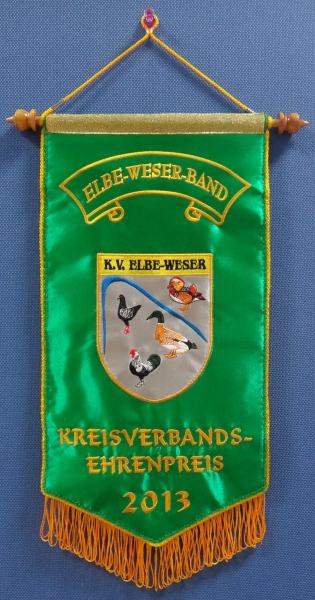 ELBE-WESER-BAND
K.V. ELBE-WESER
KREISVERBANDS-
EHRENPREIS
2013